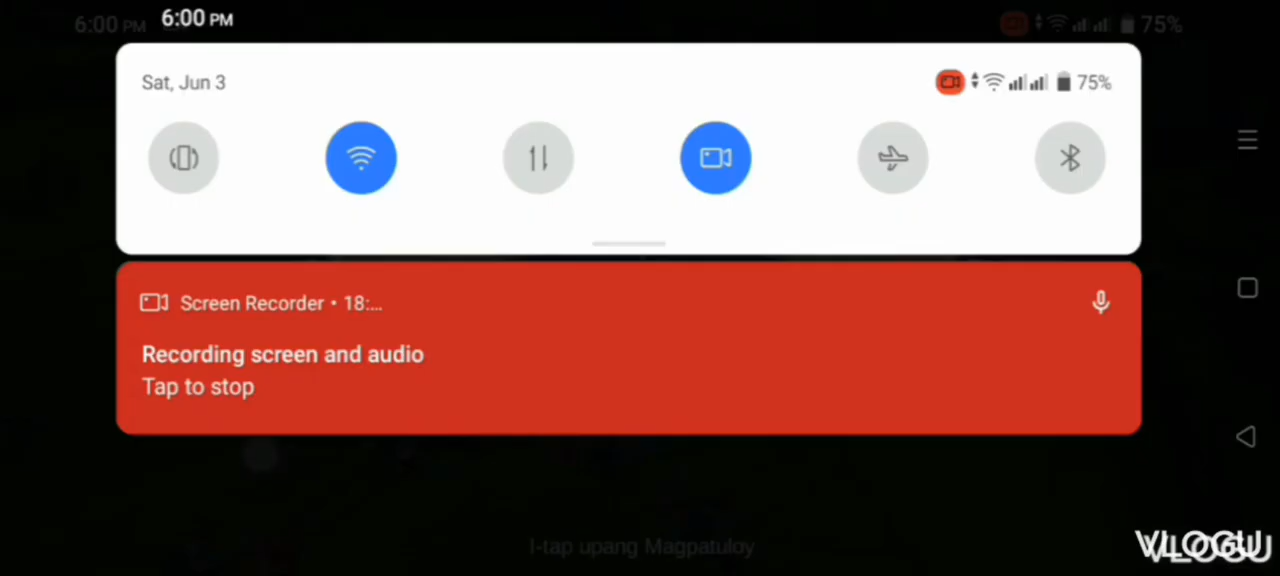 6:00 PM 6:00 PM 75%
Sat, Jun 3 75%
Screen Recorder • 18:...
Recording screen and audio
Tap to stop
I-tap upang Magpatuloy
VLOGU